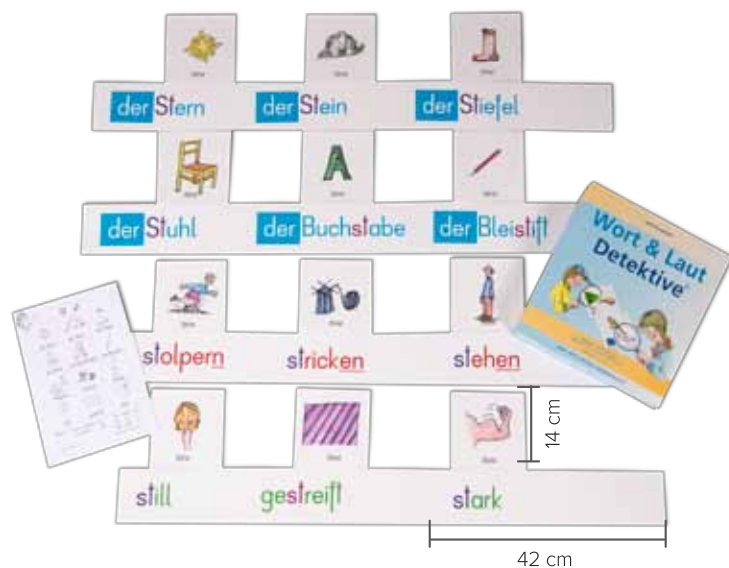 der Stern der Stein der Stiefel
A
der Stuhl der Buchstabe der Bleistift
Wort & Laut
Detektive
stolpern stricken stehen
14 cm
still gestreift stark
42 cm